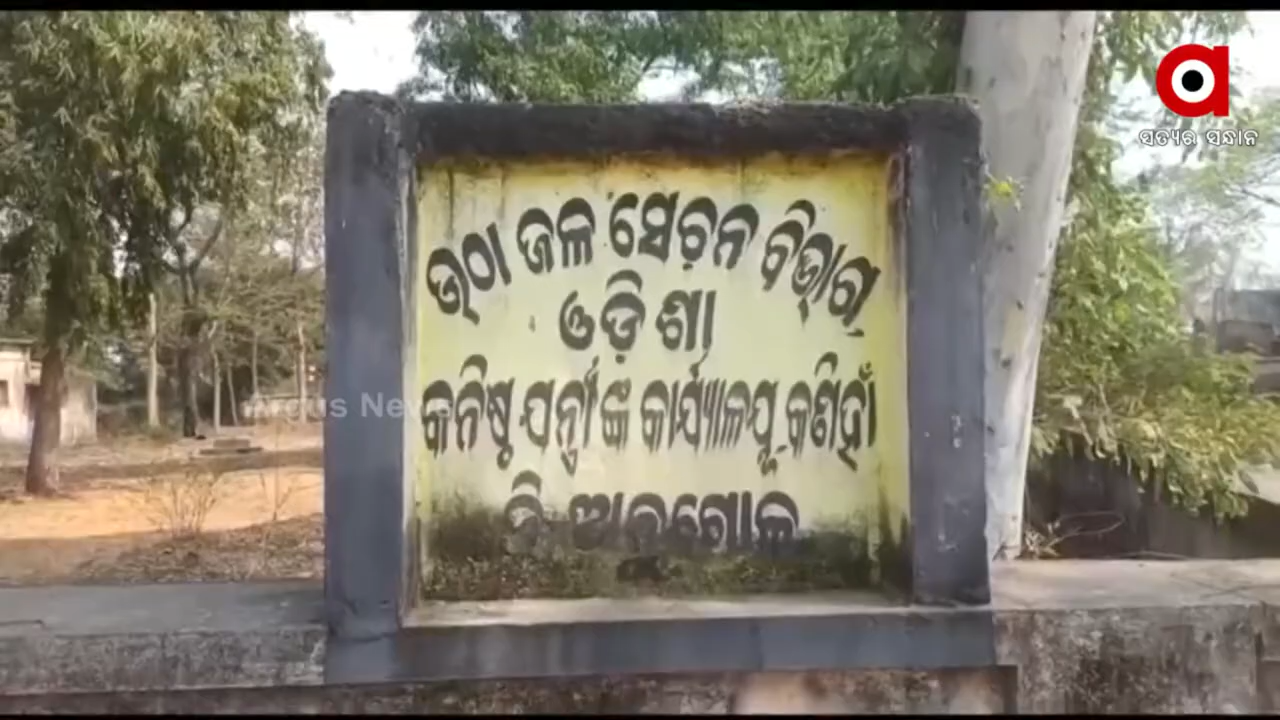 ସତ୍ୟର ସନ୍ଧାନ
ଉଠା ଜଳ ସେଚନ ବିଭାଗ
ଓଡ଼ିଶା
Argus News
କନିଷ୍ଠ ଯନ୍ତ୍ରୀଙ୍କ କାର୍ଯ୍ୟାଳୟ, କଣିହାଁ
ଜି-ଅନୁଗୋଳ